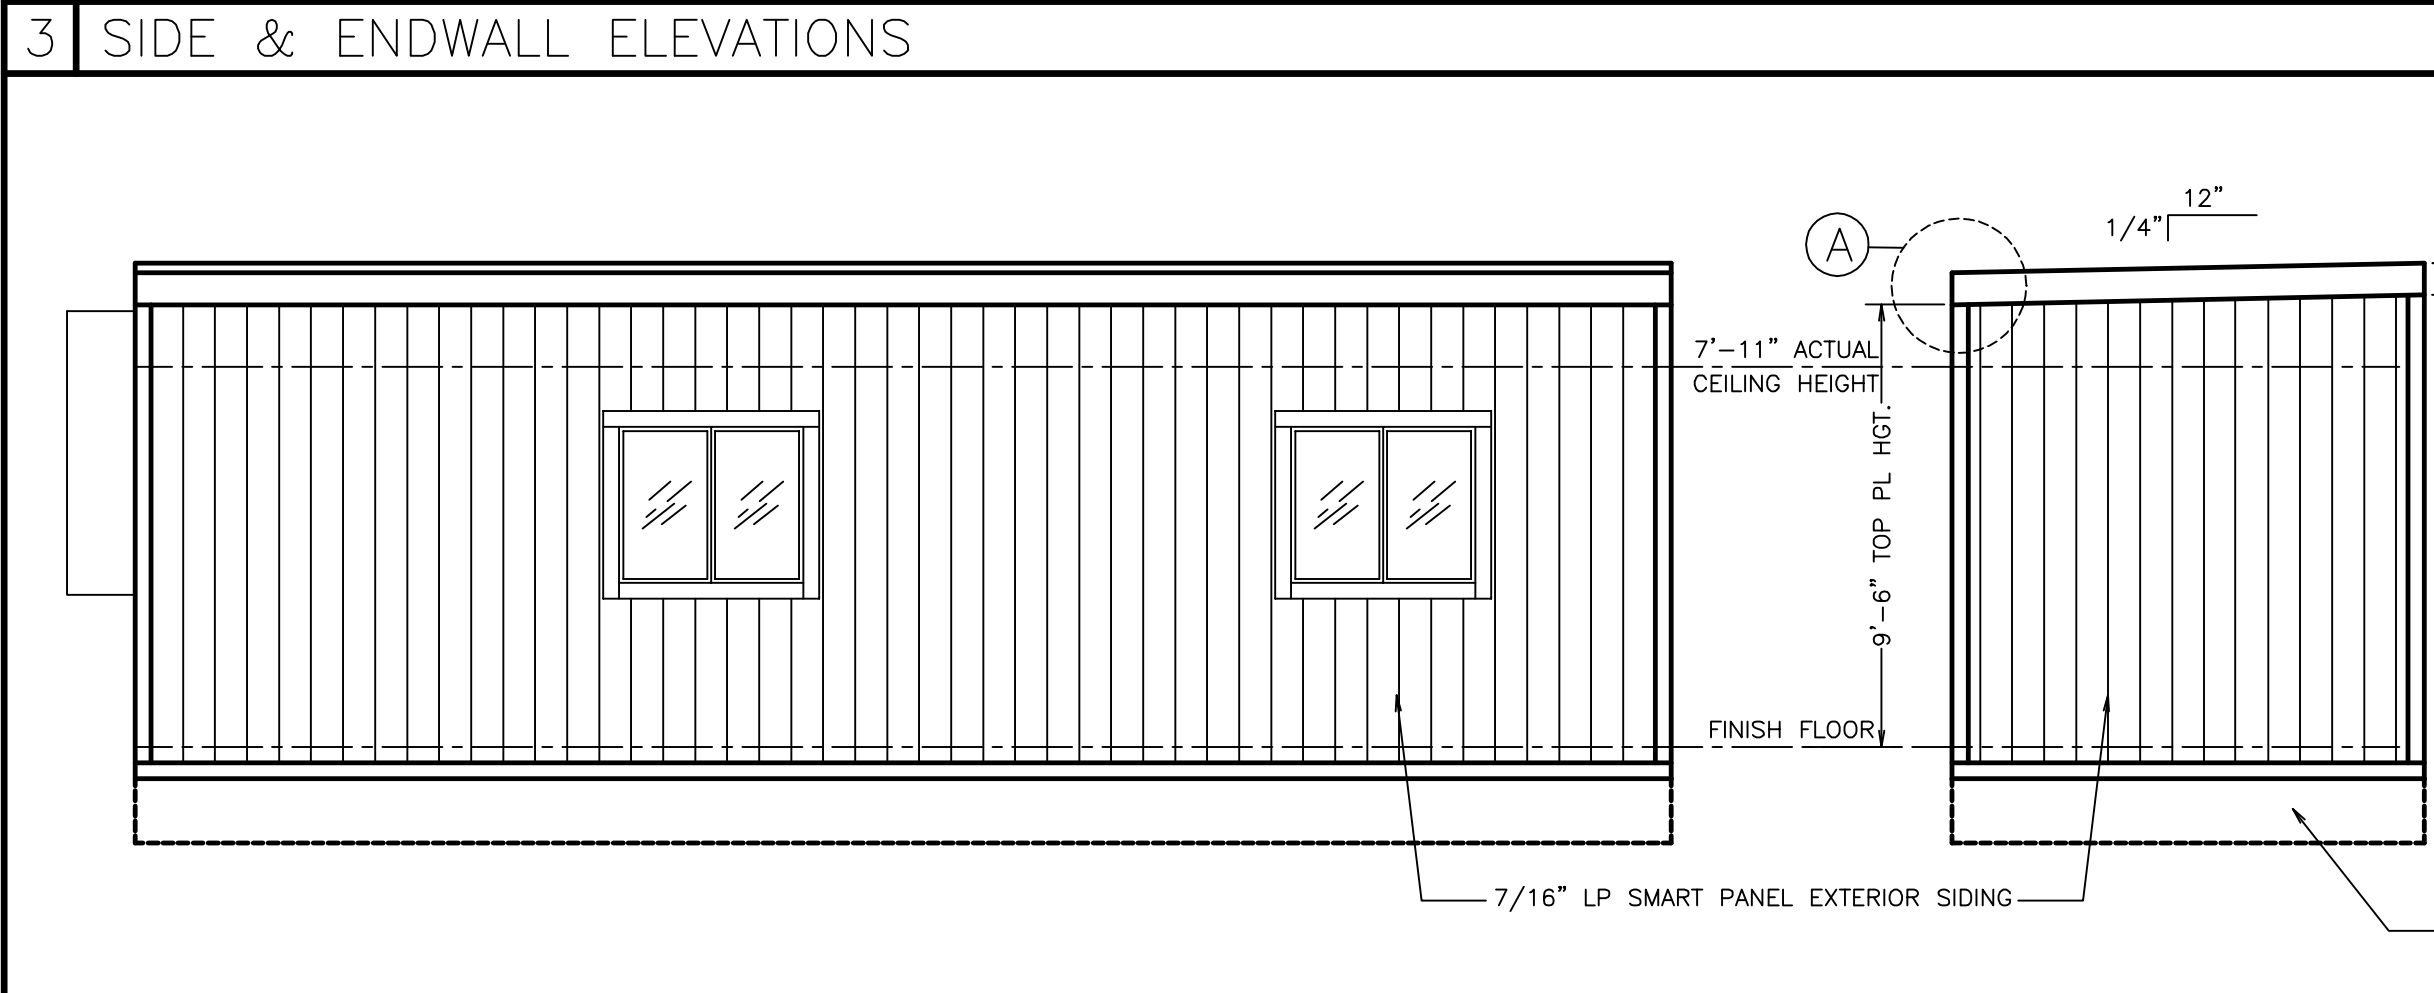 3 SIDE & ENDWALL ELEVATIONS
12”
1/4”
A
7’-11” ACTUAL
CEILING HEIGHT
9’-6” TOP PL HGT.
FINISH FLOOR
7/16” LP SMART PANEL EXTERIOR SIDING